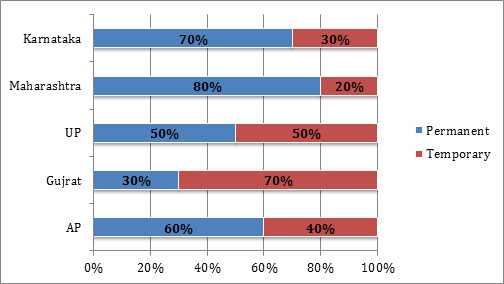 Karnataka 70% 30%
Maharashtra 80% 20%
UP 50% 50%
Gujrat 30% 70%
AP 60% 40%
0% 20% 40% 60% 80% 100%
Permanent
Temporary